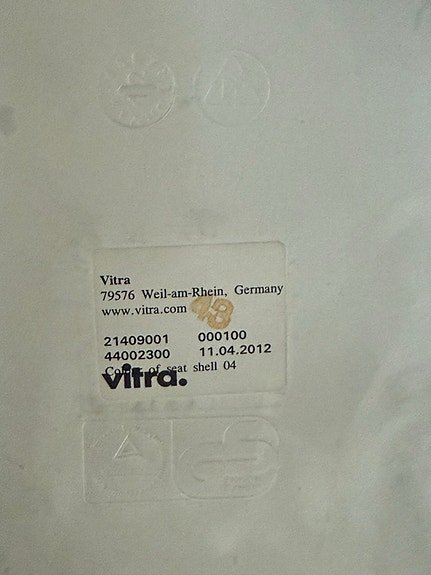 Vitra
79576 Weil-am-Rhein, Germany
www.vitra.com
48
21409001 000100
44002300 11.04.2012
of seat shell 04
vitra.